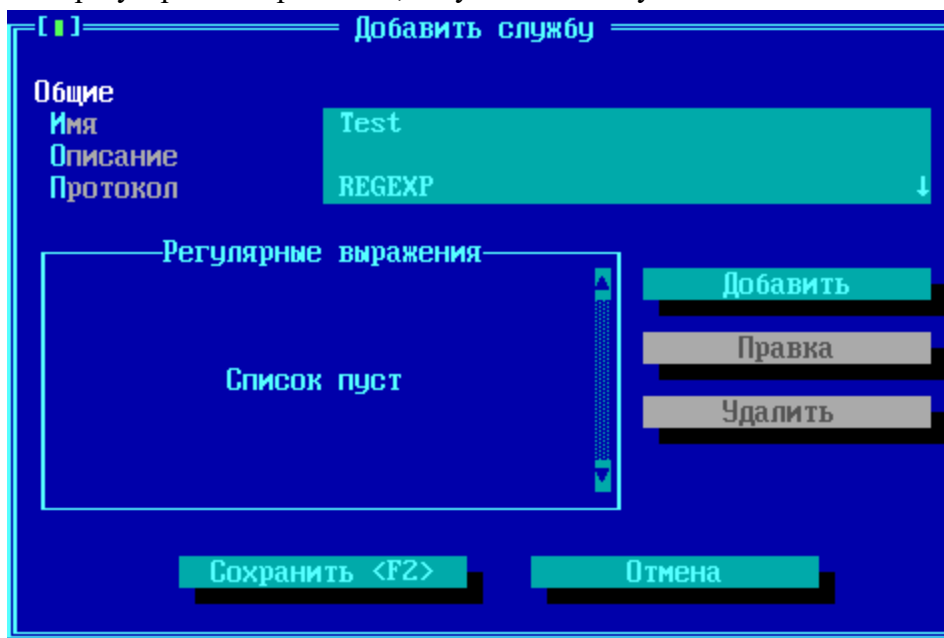 [▮] Добавить службу
Общие
Имя Test
Описание
Протокол REGEXP ↓
Регулярные выражения
Добавить
Правка
Список пуст
Удалить
Сохранить <F2> Отмена